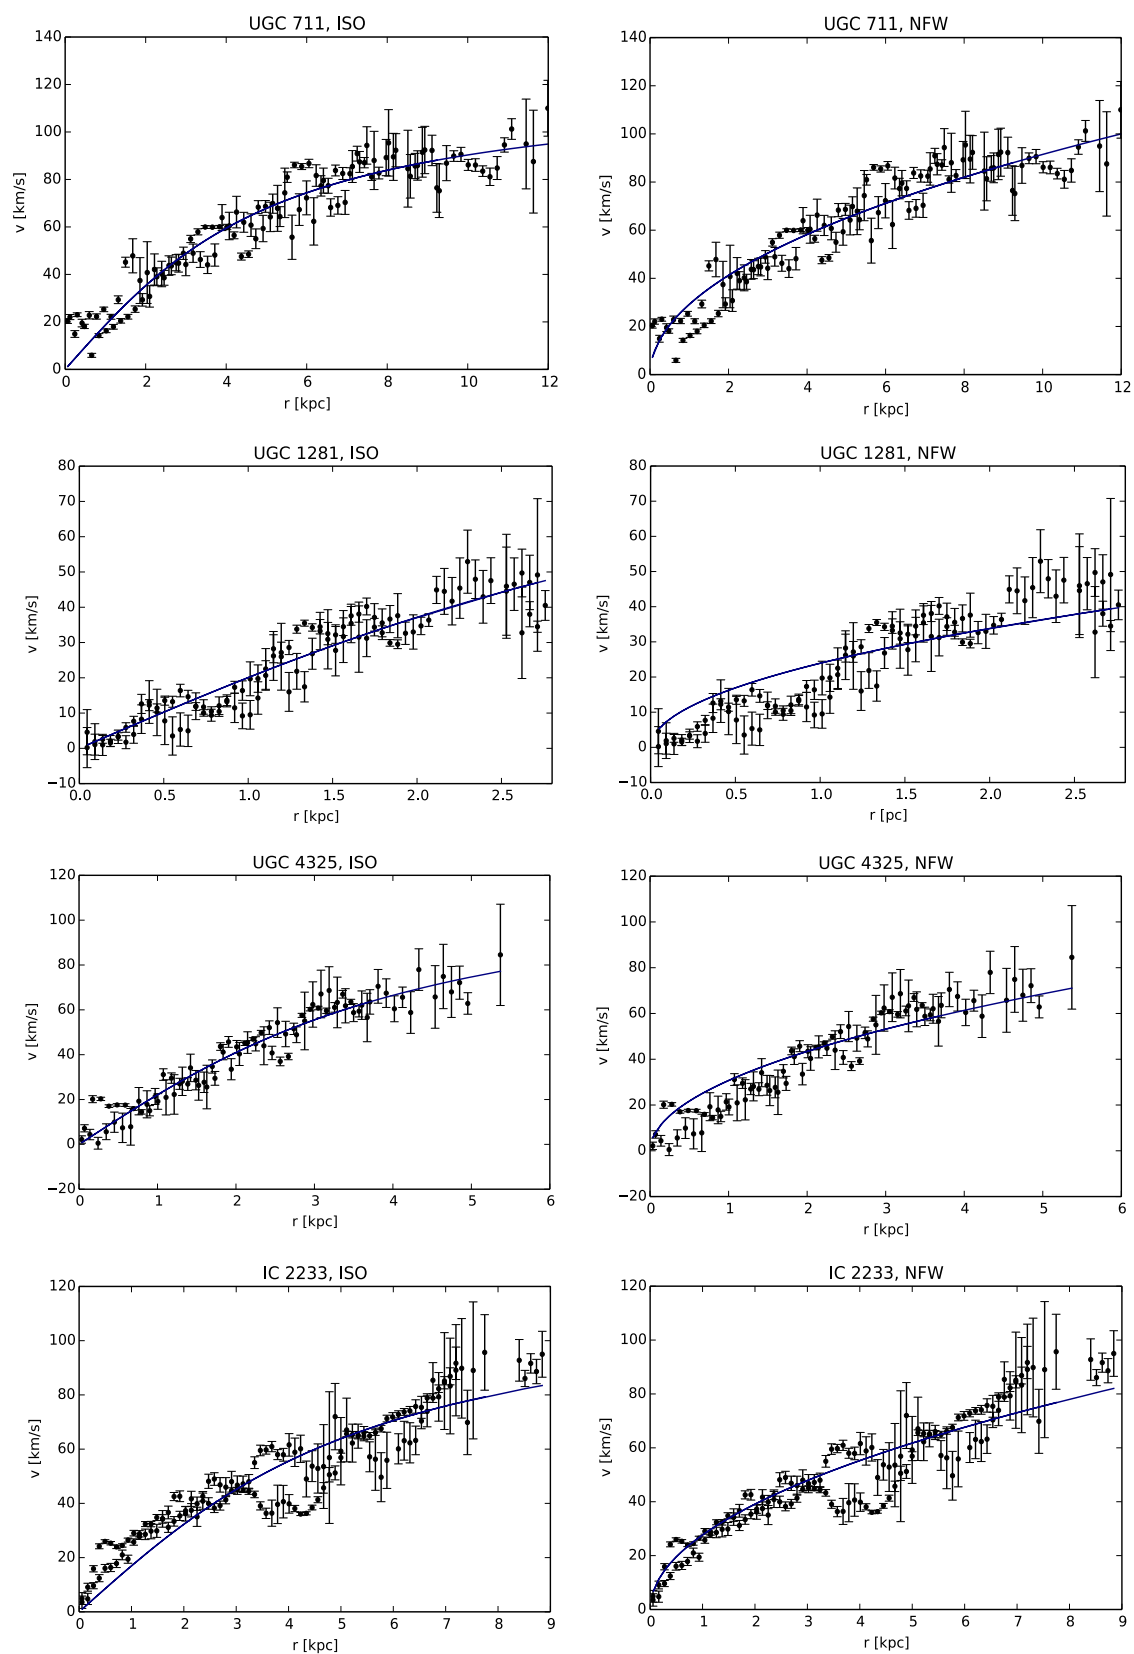 UGC 711, ISO
140
120
100
80
60
40
20
0
v [km/s]
0 2 4 6 8 10 12
r [kpc]
UGC 711, NFW
140
120
100
80
60
40
20
0
v [km/s]
0 2 4 6 8 10 12
r [kpc]
UGC 1281, ISO
80
70
60
50
40
30
20
10
0
−10
v [km/s]
0.0 0.5 1.0 1.5 2.0 2.5
r [kpc]
UGC 1281, NFW
80
70
60
50
40
30
20
10
0
−10
v [km/s]
0.0 0.5 1.0 1.5 2.0 2.5
r [pc]
UGC 4325, ISO
120
100
80
60
40
20
0
−20
v [km/s]
0 1 2 3 4 5 6
r [kpc]
UGC 4325, NFW
120
100
80
60
40
20
0
−20
v [km/s]
0 1 2 3 4 5 6
r [kpc]
IC 2233, ISO
120
100
80
60
40
20
0
v [km/s]
0 1 2 3 4 5 6 7 8 9
r [kpc]
IC 2233, NFW
120
100
80
60
40
20
0
v [km/s]
0 1 2 3 4 5 6 7 8 9
r [kpc]